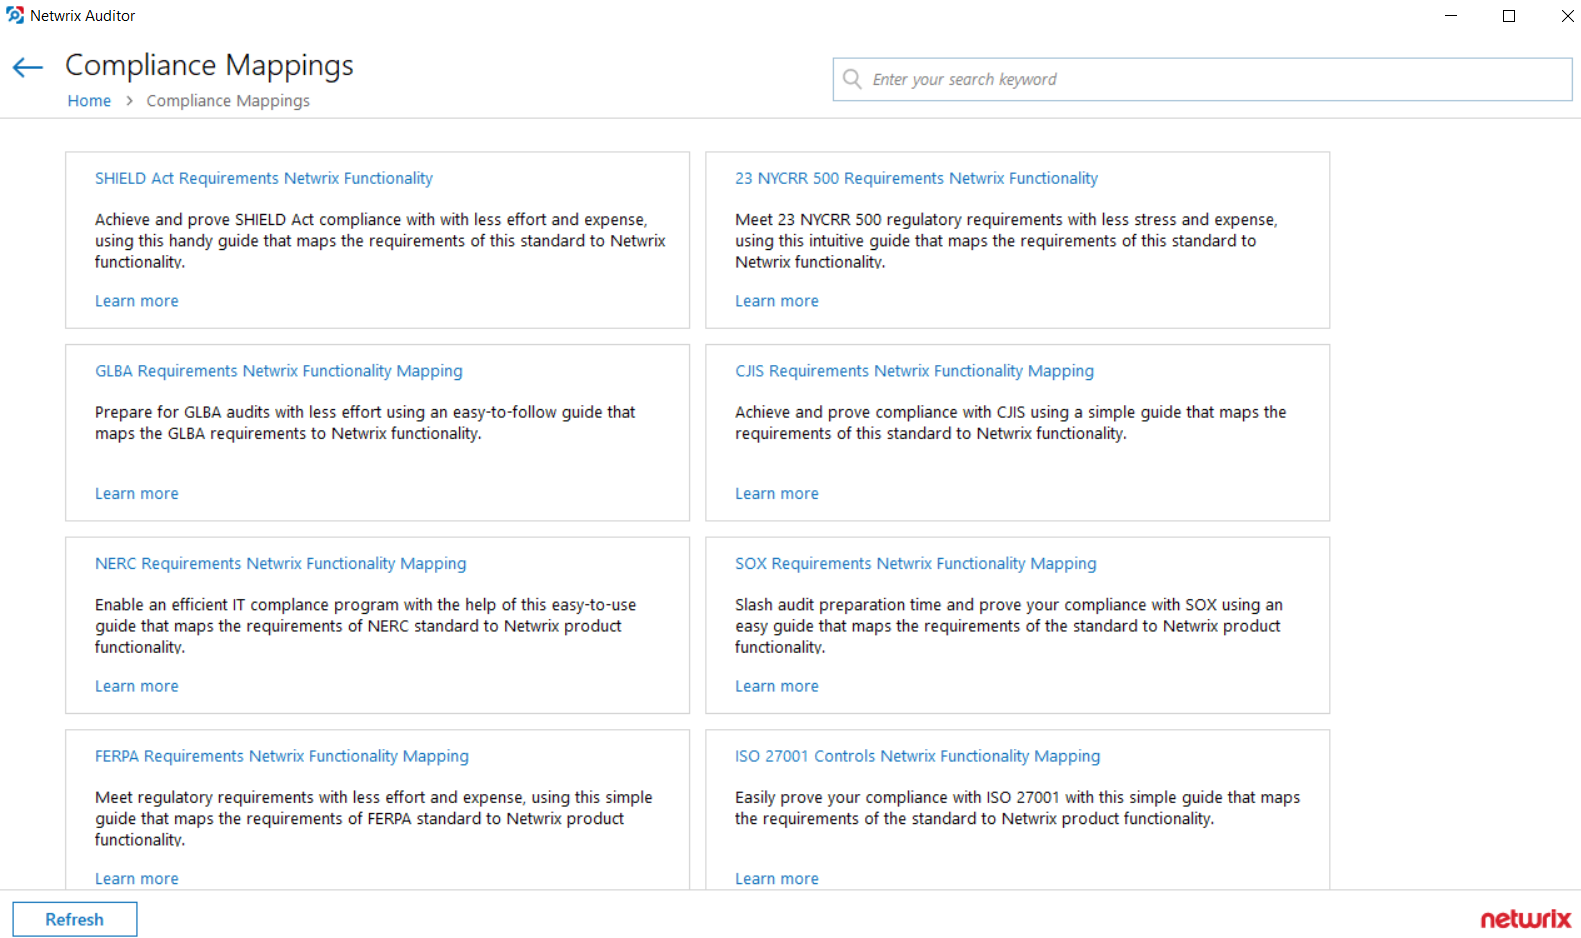 Netwrix Auditor
Compliance Mappings
Enter your search keyword
Home > Compliance Mappings
SHIELD Act Requirements Netwrix Functionality
Achieve and prove SHIELD Act compliance with with less effort and expense,
using this handy guide that maps the requirements of this standard to Netwrix
functionality.
Learn more
23 NYCRR 500 Requirements Netwrix Functionality
Meet 23 NYCRR 500 regulatory requirements with less stress and expense,
using this intuitive guide that maps the requirements of this standard to
Netwrix functionality.
Learn more
GLBA Requirements Netwrix Functionality Mapping
Prepare for GLBA audits with less effort using an easy-to-follow guide that
maps the GLBA requirements to Netwrix functionality.
Learn more
CJIS Requirements Netwrix Functionality Mapping
Achieve and prove compliance with CJIS using a simple guide that maps the
requirements of this standard to Netwrix functionality.
Learn more
NERC Requirements Netwrix Functionality Mapping
Enable an efficient IT complance program with the help of this easy-to-use
guide that maps the requirements of NERC standard to Netwrix product
functionality.
Learn more
SOX Requirements Netwrix Functionality Mapping
Slash audit preparation time and prove your compliance with SOX using an
easy guide that maps the requirements of the standard to Netwrix product
functionality.
Learn more
FERPA Requirements Netwrix Functionality Mapping
Meet regulatory requirements with less effort and expense, using this simple
guide that maps the requirements of FERPA standard to Netwrix product
functionality.
Learn more
ISO 27001 Controls Netwrix Functionality Mapping
Easily prove your compliance with ISO 27001 with this simple guide that maps
the requirements of the standard to Netwrix product functionality.
Learn more
Refresh
netwrix